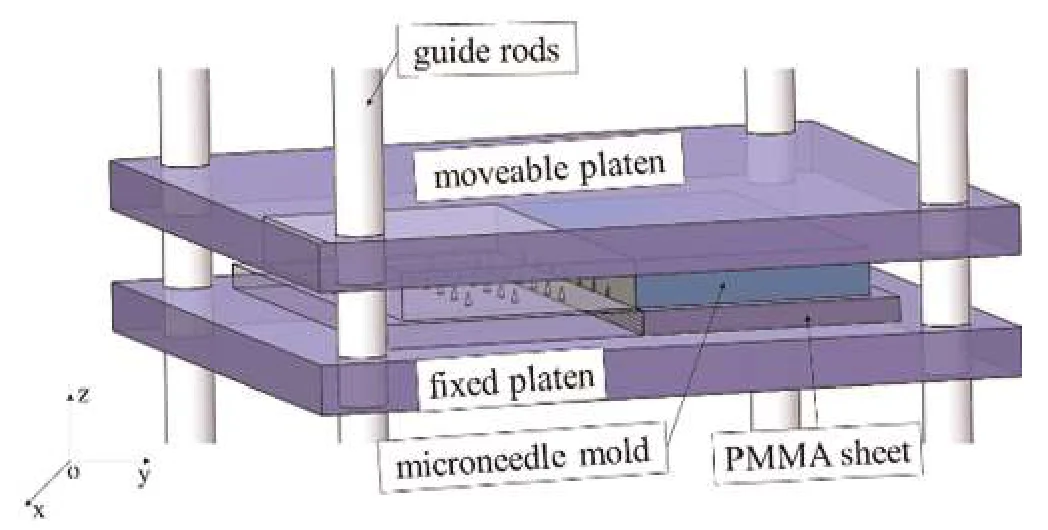 guide rods
moveable platen
fixed platen
microneedle mold
PMMA sheet
z
o
y
x